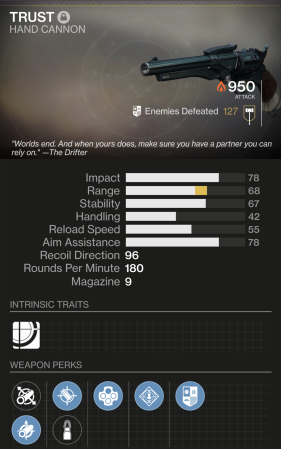 TRUST
HAND CANNON
950
ATTACK
Enemies Defeated 127
"Worlds end. And when yours does, make sure you have a partner you can
rely on." —The Drifter
Impact 78
Range 68
Stability 67
Handling 42
Reload Speed 55
Aim Assistance 78
Recoil Direction 96
Rounds Per Minute 180
Magazine 9
INTRINSIC TRAITS
WEAPON PERKS